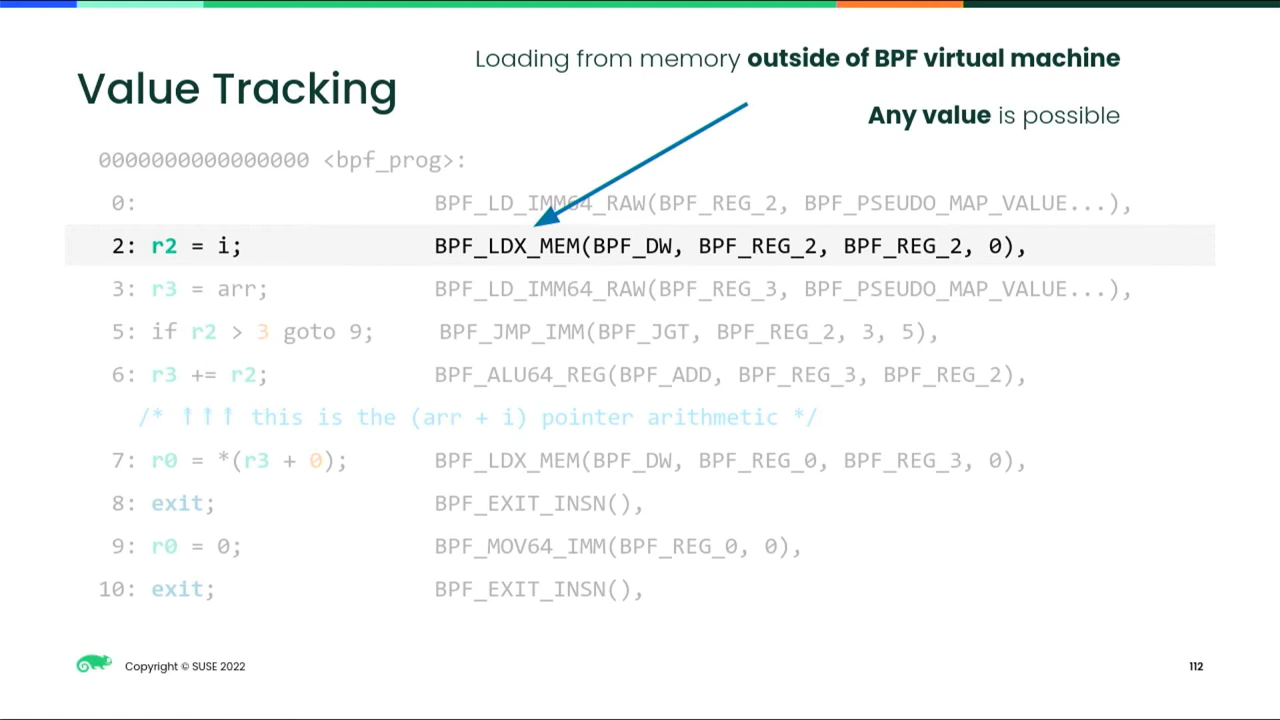 Loading from memory outside of BPF virtual machine
Value Tracking
Any value is possible
0000000000000000 <bpf_prog>:
0: BPF_LD_IMM64_RAW(BPF_REG_2, BPF_PSEUDO_MAP_VALUE...),
2: r2 = i; BPF_LDX_MEM(BPF_DW, BPF_REG_2, BPF_REG_2, 0),
3: r3 = arr; BPF_LD_IMM64_RAW(BPF_REG_3, BPF_PSEUDO_MAP_VALUE...),
5: if r2 > 3 goto 9; BPF_JMP_IMM(BPF_JGT, BPF_REG_2, 3, 5),
6: r3 += r2; BPF_ALU64_REG(BPF_ADD, BPF_REG_3, BPF_REG_2),
/* ↑↑↑ this is the (arr + i) pointer arithmetic */
7: r0 = *(r3 + 0); BPF_LDX_MEM(BPF_DW, BPF_REG_0, BPF_REG_3, 0),
8: exit; BPF_EXIT_INSN(),
9: r0 = 0; BPF_MOV64_IMM(BPF_REG_0, 0),
10: exit; BPF_EXIT_INSN(),
Copyright © SUSE 2022
112